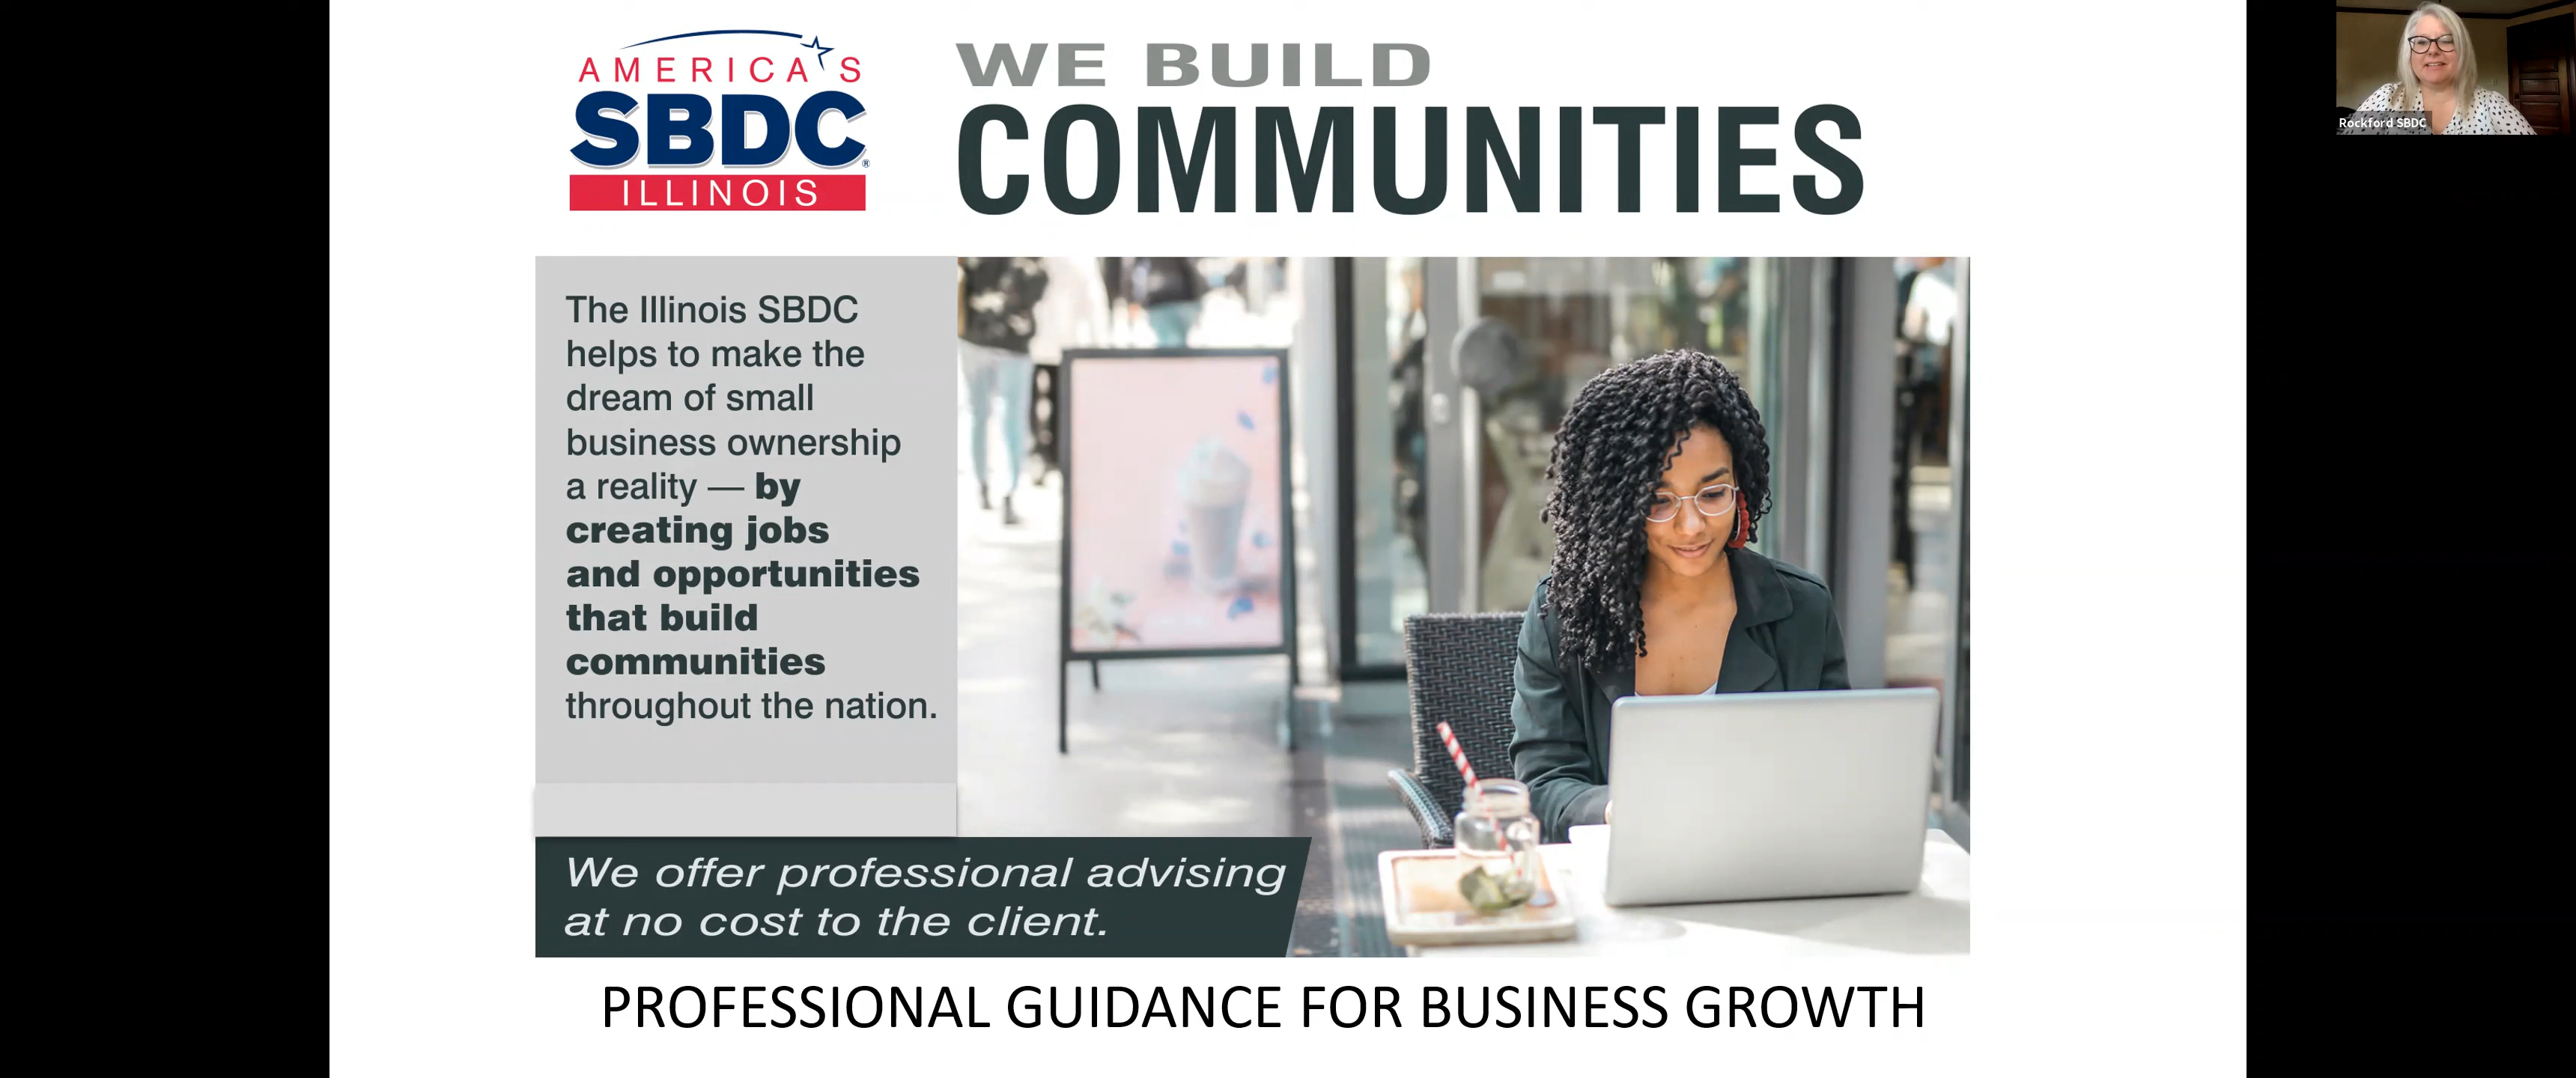 AMERICA'S
SBDC®
ILLINOIS
WE BUILD
COMMUNITIES
Rockford SBDC
The Illinois SBDC
helps to make the
dream of small
business ownership
a reality — by
creating jobs
and opportunities
that build
communities
throughout the nation.
We offer professional advising
at no cost to the client.
PROFESSIONAL GUIDANCE FOR BUSINESS GROWTH